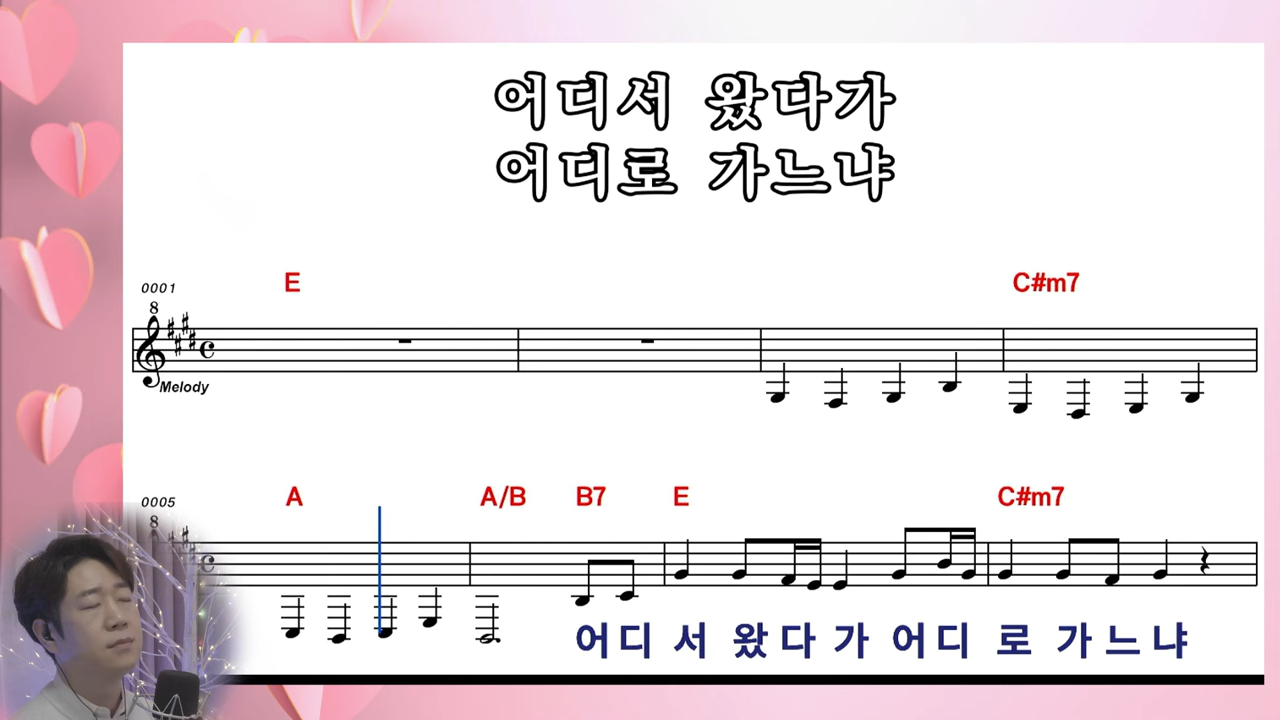 어디서 왔다가
어디로 가느냐
0001
E
C#m7
8
Melody
0005
A
A/B
B7
E
C#m7
8
어디 서 왔다 가 어디 로 가느냐